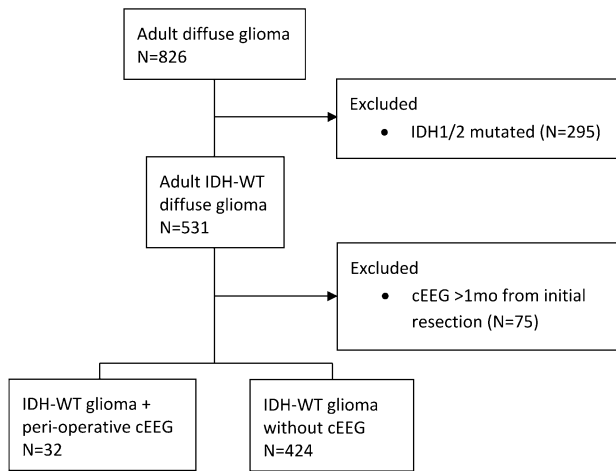 Adult diffuse glioma
N=826
Excluded
• IDH1/2 mutated (N=295)
Adult IDH-WT
diffuse glioma
N=531
Excluded
• cEEG >1mo from initial
resection (N=75)
IDH-WT glioma +
peri-operative cEEG
N=32
IDH-WT glioma
without cEEG
N=424